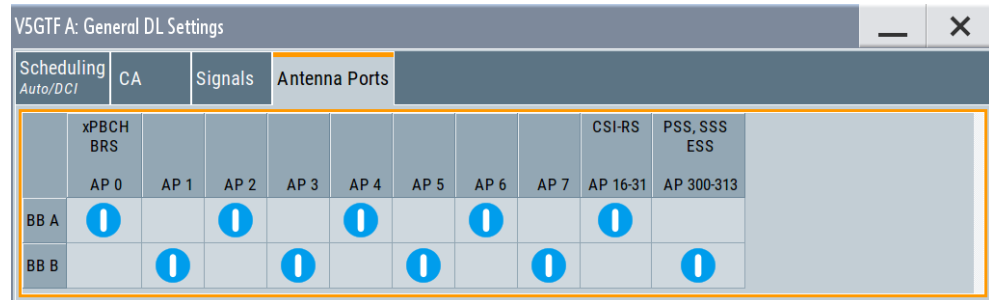 V5GTF A: General DL Settings
Scheduling
Auto/DCI
CA
Signals
Antenna Ports
xPBCH
BRS
CSI-RS
PSS, SSS
ESS
AP 0 AP 1 AP 2 AP 3 AP 4 AP 5 AP 6 AP 7 AP 16-31 AP 300-313
BB A
BB B